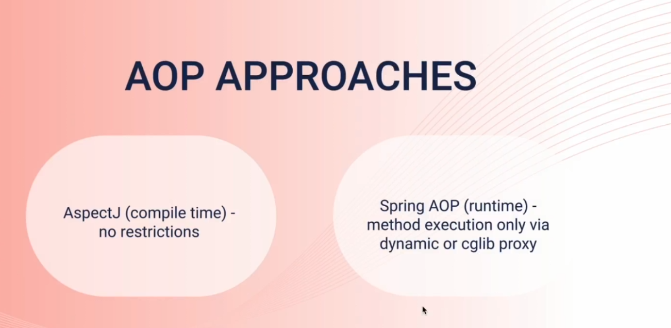 AOP APPROACHES
AspectJ (compile time) -
no restrictions
Spring AOP (runtime) -
method execution only via
dynamic or cglib proxy